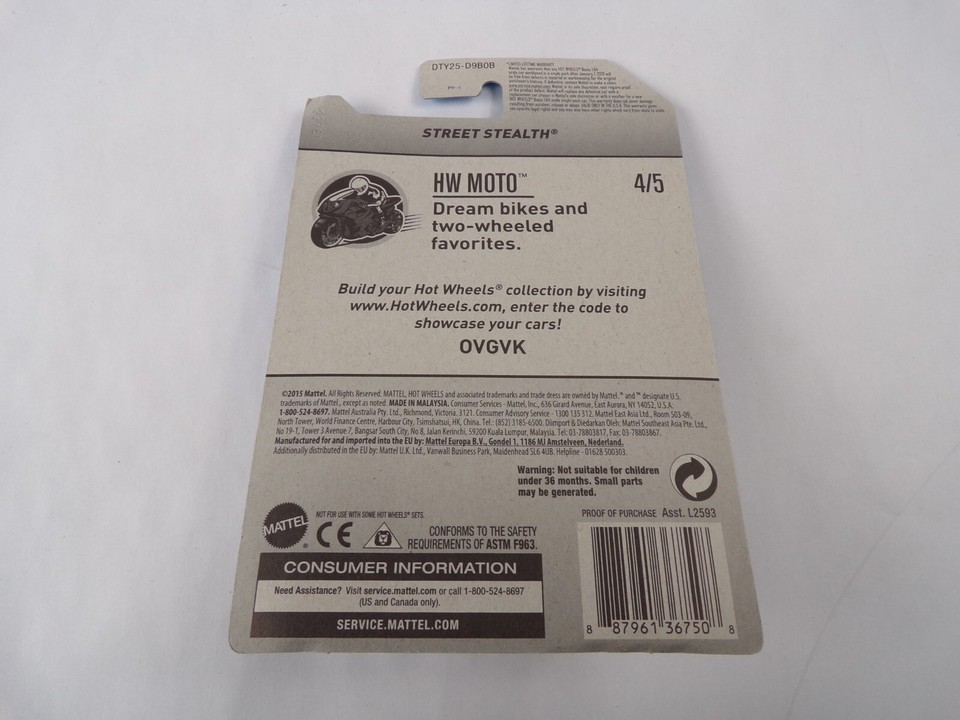 DTY25-D9B0B
PP-1
*LIMITED LIFETIME WARRANTY
STREET STEALTH®
HW MOTO™
4/5
Dream bikes and
two-wheeled
favorites.
Build your Hot Wheels® collection by visiting
www.HotWheels.com, enter the code to
showcase your cars!
OVGVK
©2015 Mattel. All Rights Reserved. MATTEL, HOT WHEELS and associated trademarks and trade dress are owned by Mattel. ® and ™ designate U.S.
trademarks of Mattel, except as noted. MADE IN MALAYSIA. Consumer Services - Mattel, Inc., 636 Girard Avenue, East Aurora, NY 14052, U.S.A.
1-800-524-8697. Mattel Australia Pty. Ltd., Richmond, Victoria. 3121. Consumer Advisory Service - 1300 135 312. Mattel East Asia Ltd., Room 503-09,
North Tower, World Finance Centre, Harbour City, Tsimshatsui, HK, China. Tel.: (852) 3185-6500. Diimport & Diedarkan Oleh: Mattel Southeast Asia Pte. Ltd.,
No 19-1, Tower 3 Avenue 7, Bangsar South City, No 8, Jalan Kerinchi, 59200 Kuala Lumpur, Malaysia. Tel: 03-78803817, Fax: 03-78803867.
Manufactured for and imported into the EU by: Mattel Europa B.V., Gondel 1, 1186 MJ Amstelveen, Nederland.
Additionally distributed in the EU by: Mattel U.K. Ltd., Vanwall Business Park, Maidenhead SL6 4UB. Helpline - 01628 500303.
Warning: Not suitable for children
under 36 months. Small parts
may be generated.
PROOF OF PURCHASE Asst. L2593
MATTEL®
NOT FOR USE WITH SOME HOT WHEELS® SETS.
CE
CONFORMS TO THE SAFETY
REQUIREMENTS OF ASTM F963.
CONSUMER INFORMATION
Need Assistance? Visit service.mattel.com or call 1-800-524-8697
(US and Canada only).
SERVICE.MATTEL.COM
8 87961 36750 8